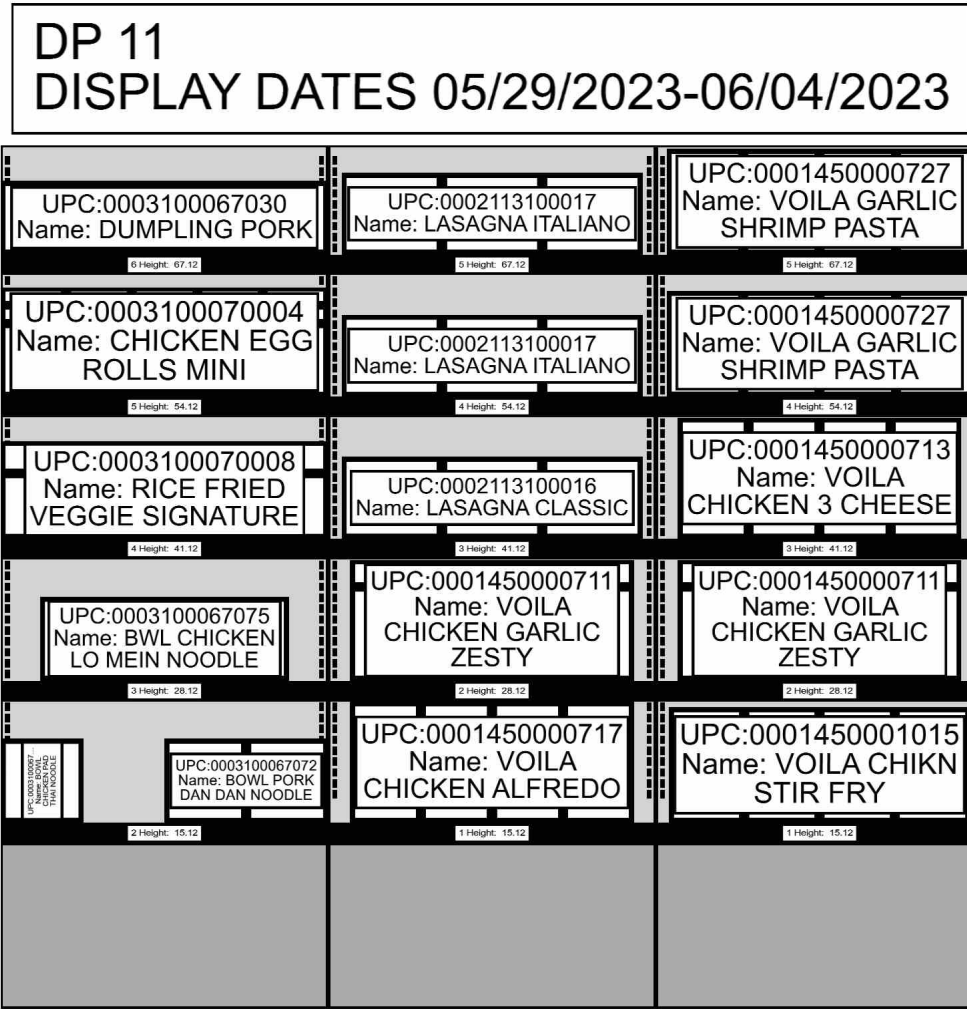 DP 11
DISPLAY DATES 05/29/2023-06/04/2023
UPC:0003100067030
Name: DUMPLING PORK
6 Height: 67.12
UPC:0002113100017
Name: LASAGNA ITALIANO
5 Height: 67.12
UPC:0001450000727
Name: VOILA GARLIC
SHRIMP PASTA
5 Height: 67.12
UPC:0003100070004
Name: CHICKEN EGG
ROLLS MINI
5 Height: 54.12
UPC:0002113100017
Name: LASAGNA ITALIANO
4 Height: 54.12
UPC:0001450000727
Name: VOILA GARLIC
SHRIMP PASTA
4 Height: 54.12
UPC:0003100070008
Name: RICE FRIED
VEGGIE SIGNATURE
4 Height: 41.12
UPC:0002113100016
Name: LASAGNA CLASSIC
3 Height: 41.12
UPC:0001450000713
Name: VOILA
CHICKEN 3 CHEESE
3 Height: 41.12
UPC:0003100067075
Name: BWL CHICKEN
LO MEIN NOODLE
3 Height: 28.12
UPC:0001450000711
Name: VOILA
CHICKEN GARLIC
ZESTY
2 Height: 28.12
UPC:0001450000711
Name: VOILA
CHICKEN GARLIC
ZESTY
2 Height: 28.12
UPC:0003100067...
Name: BOWL
CHICKEN PAD
THAI NOODLE
UPC:0003100067072
Name: BOWL PORK
DAN DAN NOODLE
2 Height: 15.12
UPC:0001450000717
Name: VOILA
CHICKEN ALFREDO
1 Height: 15.12
UPC:0001450001015
Name: VOILA CHIKN
STIR FRY
1 Height: 15.12